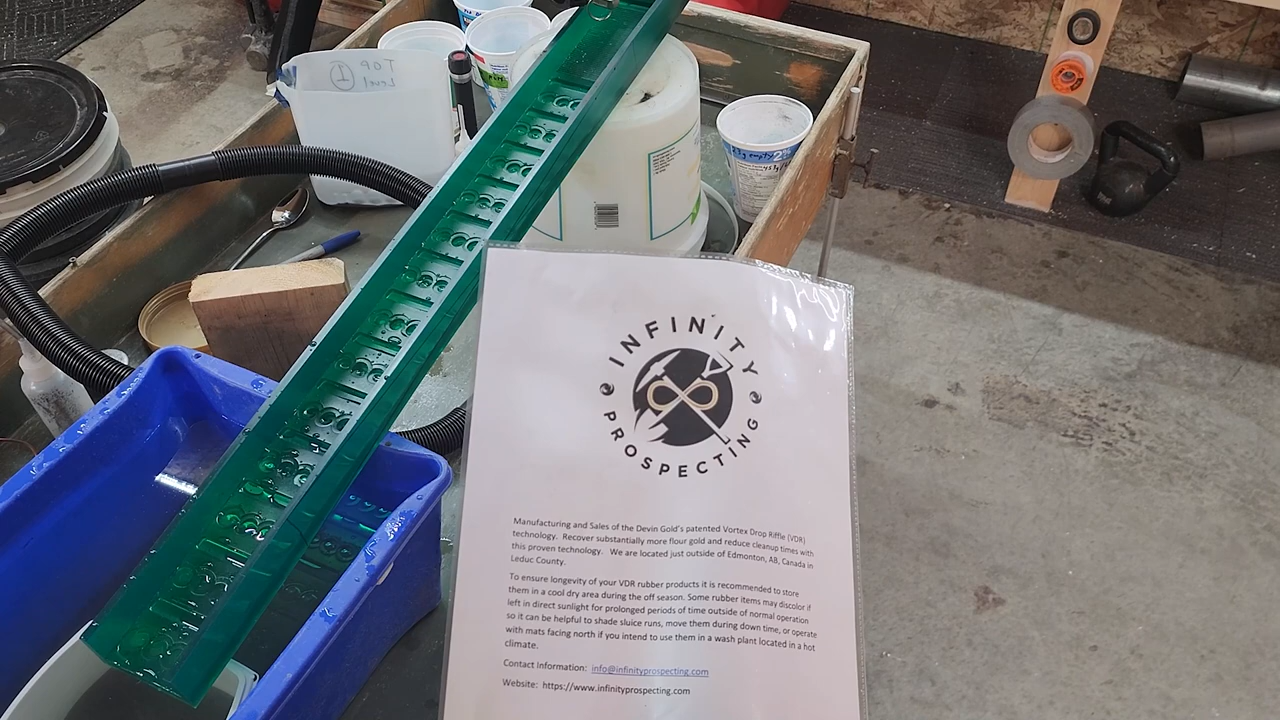 TOP
Level
1
23g empty
INFINITY
PROSPECTING
Manufacturing and Sales of the Devin Gold's patented Vortex Drop Riffle (VDR)
technology. Recover substantially more flour gold and reduce cleanup times with
this proven technology. We are located just outside of Edmonton, AB, Canada in
Leduc County.
To ensure longevity of your VDR rubber products it is recommended to store
them in a cool dry area during the off season. Some rubber items may discolor if
left in direct sunlight for prolonged periods of time outside of normal operation
so it can be helpful to shade sluice runs, move them during down time, or operate
with mats facing north if you intend to use them in a wash plant located in a hot
climate.
Contact Information: info@infinityprospecting.com
Website: https://www.infinityprospecting.com